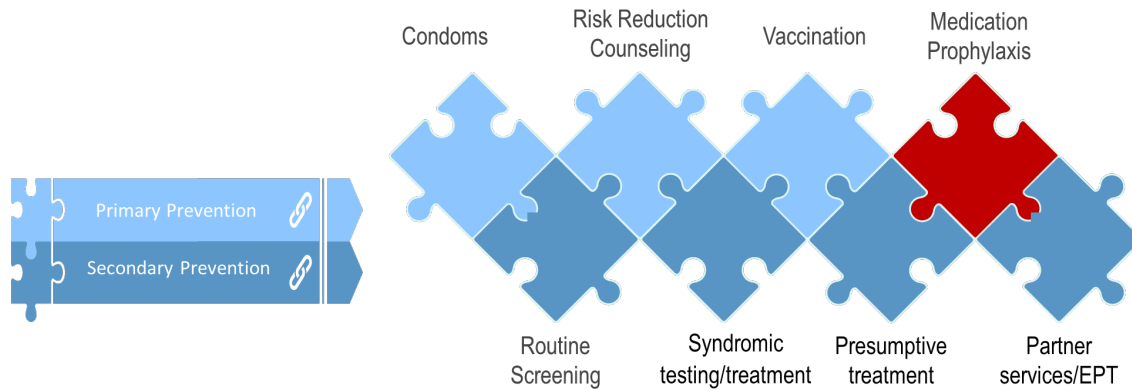 Condoms
Risk Reduction
Counseling
Vaccination
Medication
Prophylaxis
Primary Prevention
Secondary Prevention
Routine
Screening
Syndromic
testing/treatment
Presumptive
treatment
Partner
services/EPT